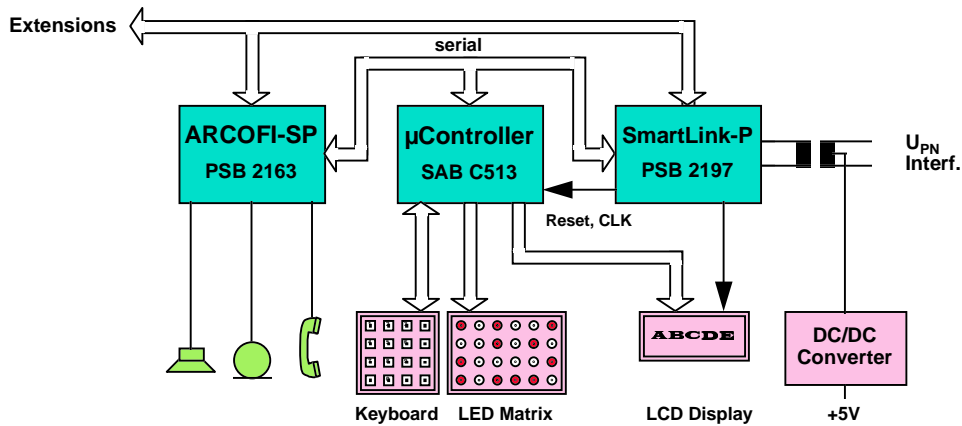 Extensions
serial
ARCOFI-SP
PSB 2163
µController
SAB C513
SmartLink-P
PSB 2197
UPN
Interf.
Reset, CLK
ABCDE
DC/DC
Converter
Keyboard
LED Matrix
LCD Display
+5V